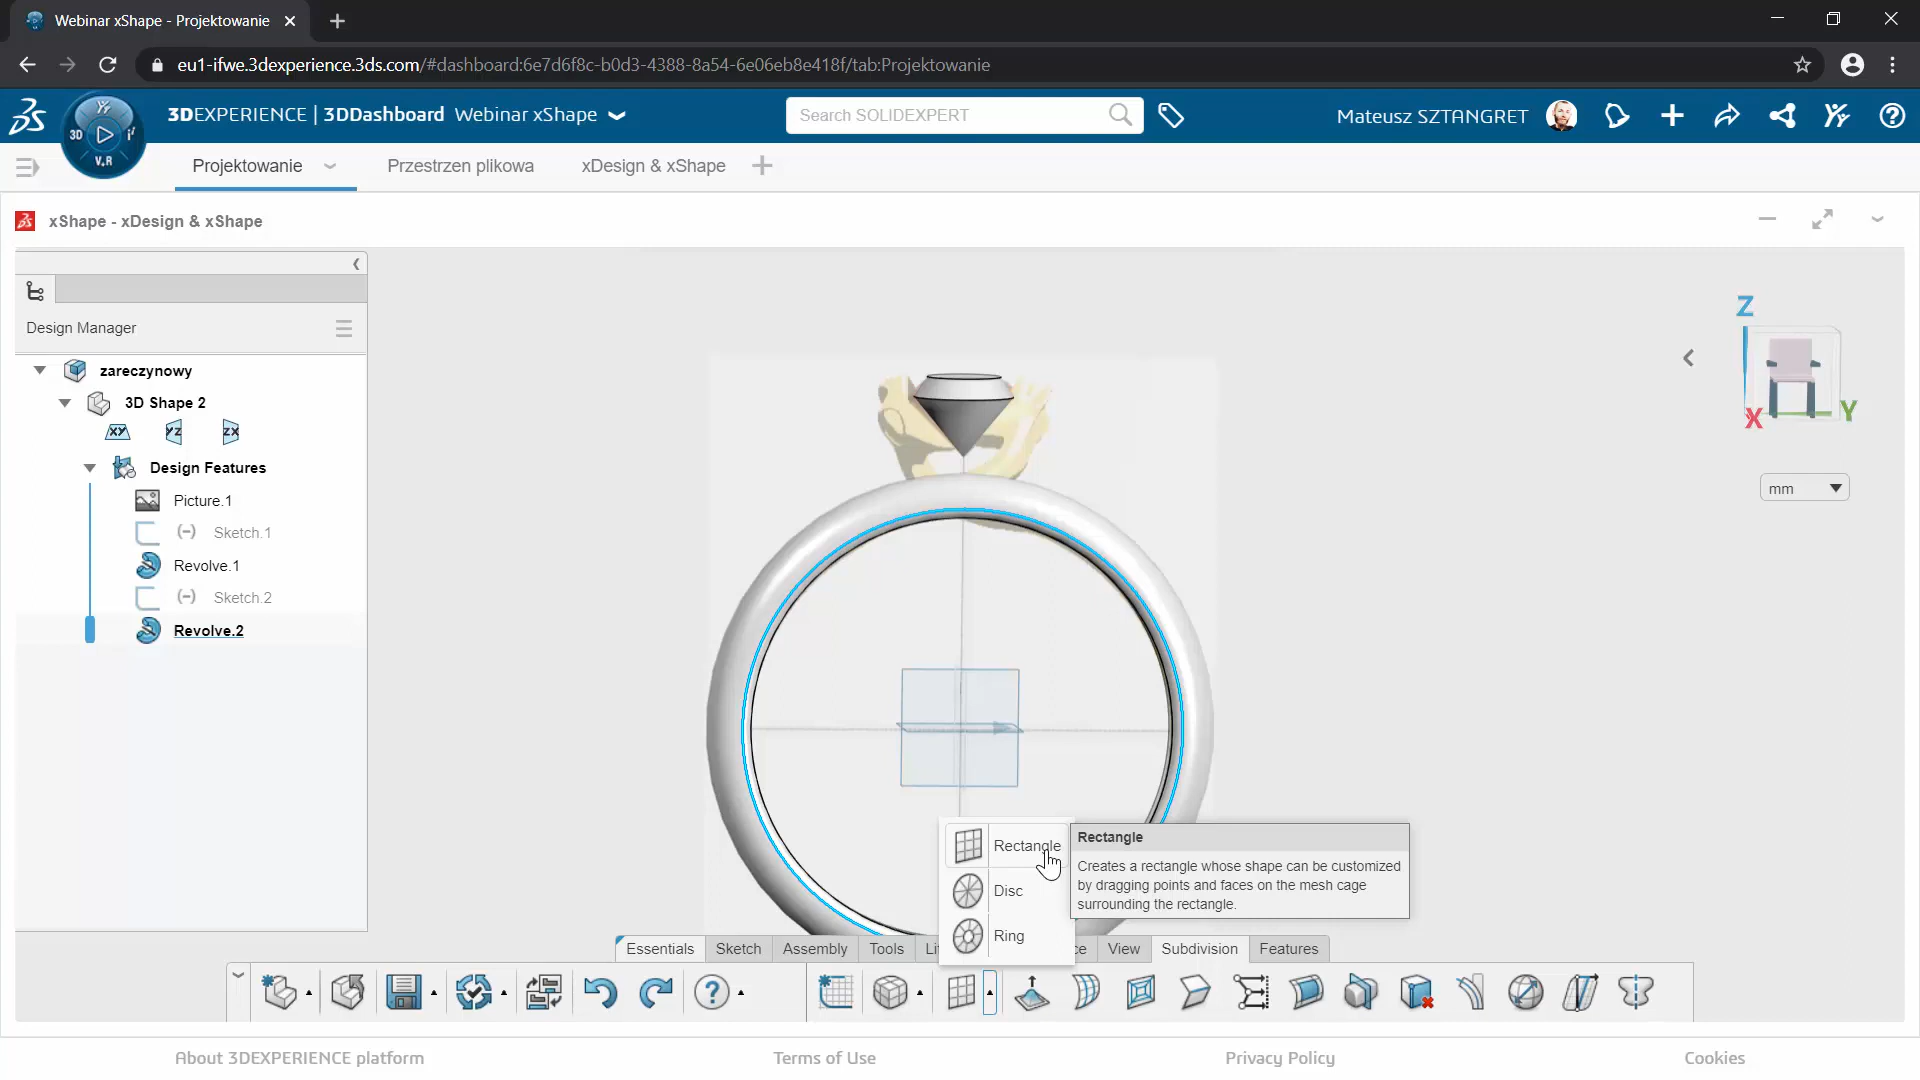 Webinar xShape - Projektowanie
eu1-ifwe.3dexperience.3ds.com/#dashboard:6e7d6f8c-b0d3-4388-8a54-6e06eb8e418f/tab:Projektowanie
3D
V.R
3DEXPERIENCE | 3DDashboard Webinar xShape
Search SOLIDEXPERT
Mateusz SZTANGRET
Projektowanie
Przestrzen plikowa
xDesign & xShape
xShape - xDesign & xShape
Design Manager
zareczynowy
3D Shape 2
XY
YZ
ZX
Design Features
Picture.1
(-) Sketch.1
Revolve.1
(-) Sketch.2
Revolve.2
Z
X
Y
mm
Rectangle
Disc
Ring
Rectangle
Creates a rectangle whose shape can be customized
by dragging points and faces on the mesh cage
surrounding the rectangle.
Essentials
Sketch
Assembly
Tools
View
Subdivision
Features
About 3DEXPERIENCE platform
Terms of Use
Privacy Policy
Cookies